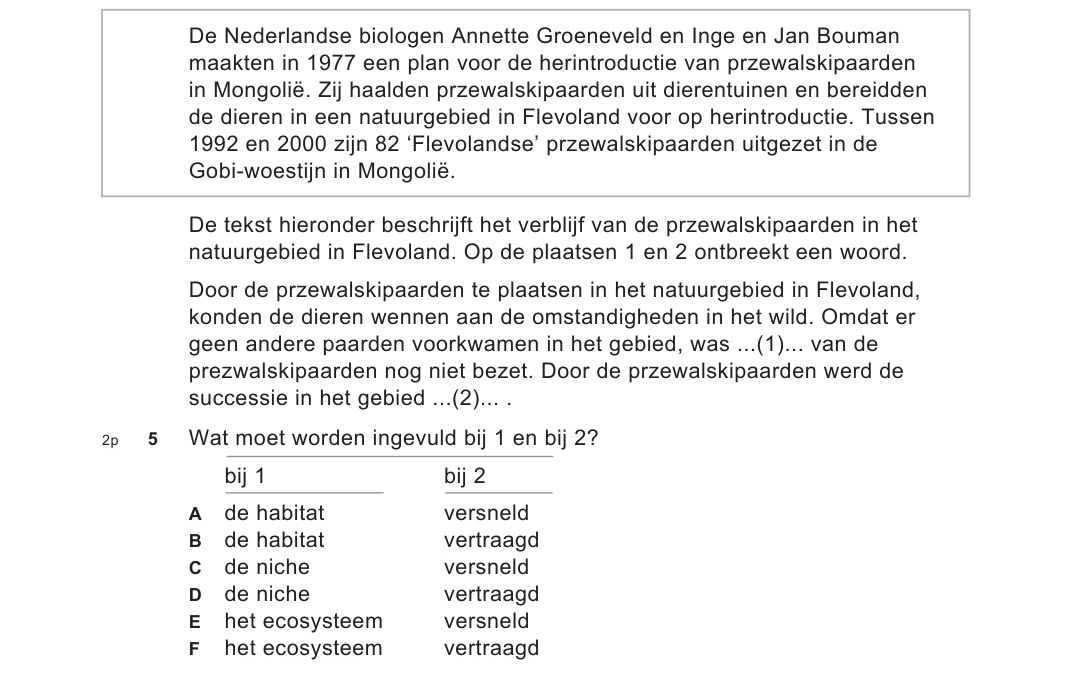 De Nederlandse biologen Annette Groeneveld en Inge en Jan Bouman
maakten in 1977 een plan voor de herintroductie van przewalskipaarden
in Mongolië. Zij haalden przewalskipaarden uit dierentuinen en bereidden
de dieren in een natuurgebied in Flevoland voor op herintroductie. Tussen
1992 en 2000 zijn 82 ‘Flevolandse’ przewalskipaarden uitgezet in de
Gobi-woestijn in Mongolië.
De tekst hieronder beschrijft het verblijf van de przewalskipaarden in het
natuurgebied in Flevoland. Op de plaatsen 1 en 2 ontbreekt een woord.
Door de przewalskipaarden te plaatsen in het natuurgebied in Flevoland,
konden de dieren wennen aan de omstandigheden in het wild. Omdat er
geen andere paarden voorkwamen in het gebied, was ...(1)... van de
prezwalskipaarden nog niet bezet. Door de przewalskipaarden werd de
successie in het gebied ...(2)... .
2p 5 Wat moet worden ingevuld bij 1 en bij 2?
bij 1 bij 2
A de habitat versneld
B de habitat vertraagd
C de niche versneld
D de niche vertraagd
E het ecosysteem versneld
F het ecosysteem vertraagd